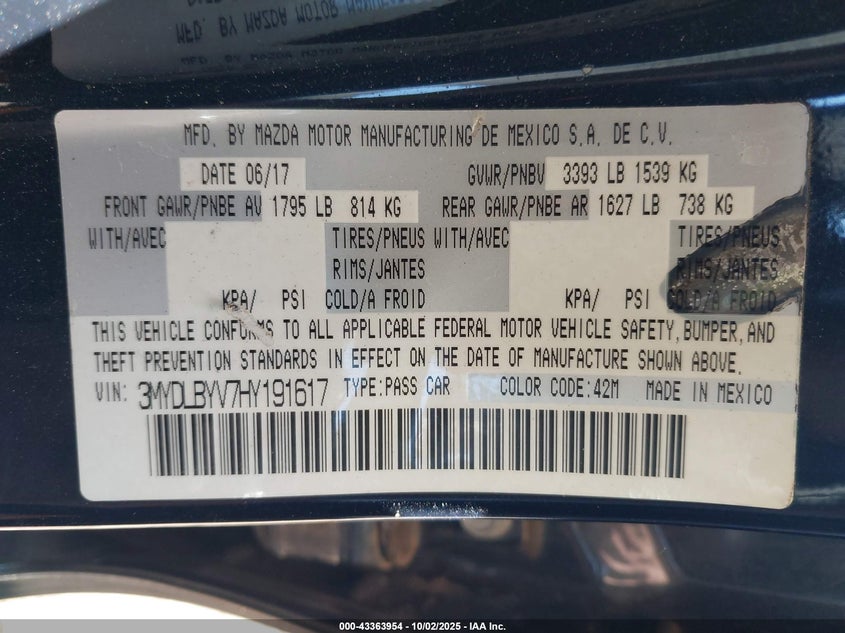 MFD. BY MAZDA MOTOR
MFD. BY MAZDA MOTOR MANUFACTURING DE MEXICO S.A. DE C.V.
DATE 06/17 GVWR/PNBV 3393 LB 1539 KG
FRONT GAWR/PNBE AV 1795 LB 814 KG REAR GAWR/PNBE AR 1627 LB 738 KG
WITH/AVEC TIRES/PNEUS WITH/AVEC TIRES/PNEUS
RIMS/JANTES RIMS/JANTES
KPA/ PSI COLD/A FROID KPA/ PSI COLD/A FROID
THIS VEHICLE CONFORMS TO ALL APPLICABLE FEDERAL MOTOR VEHICLE SAFETY, BUMPER, AND
THEFT PREVENTION STANDARDS IN EFFECT ON THE DATE OF MANUFACTURE SHOWN ABOVE.
VIN: 3MYDLBYV7HY191617 TYPE:PASS CAR COLOR CODE:42M MADE IN MEXICO
000-43363954 - 10/02/2025 - IAA Inc.